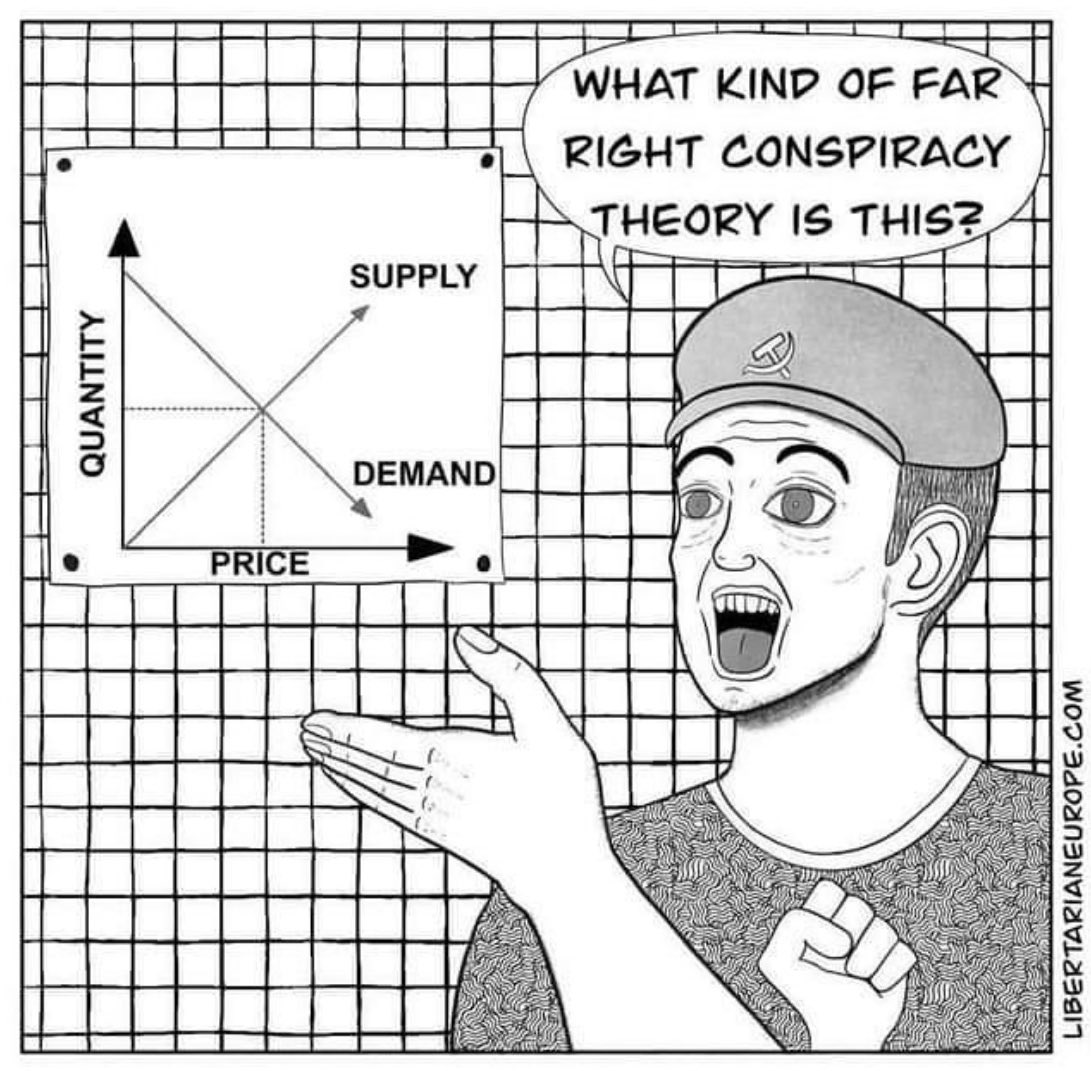 WHAT KIND OF FAR
RIGHT CONSPIRACY
THEORY IS THIS?
SUPPLY
QUANTITY
DEMAND
PRICE
LIBERTARIANEUROPE.COM